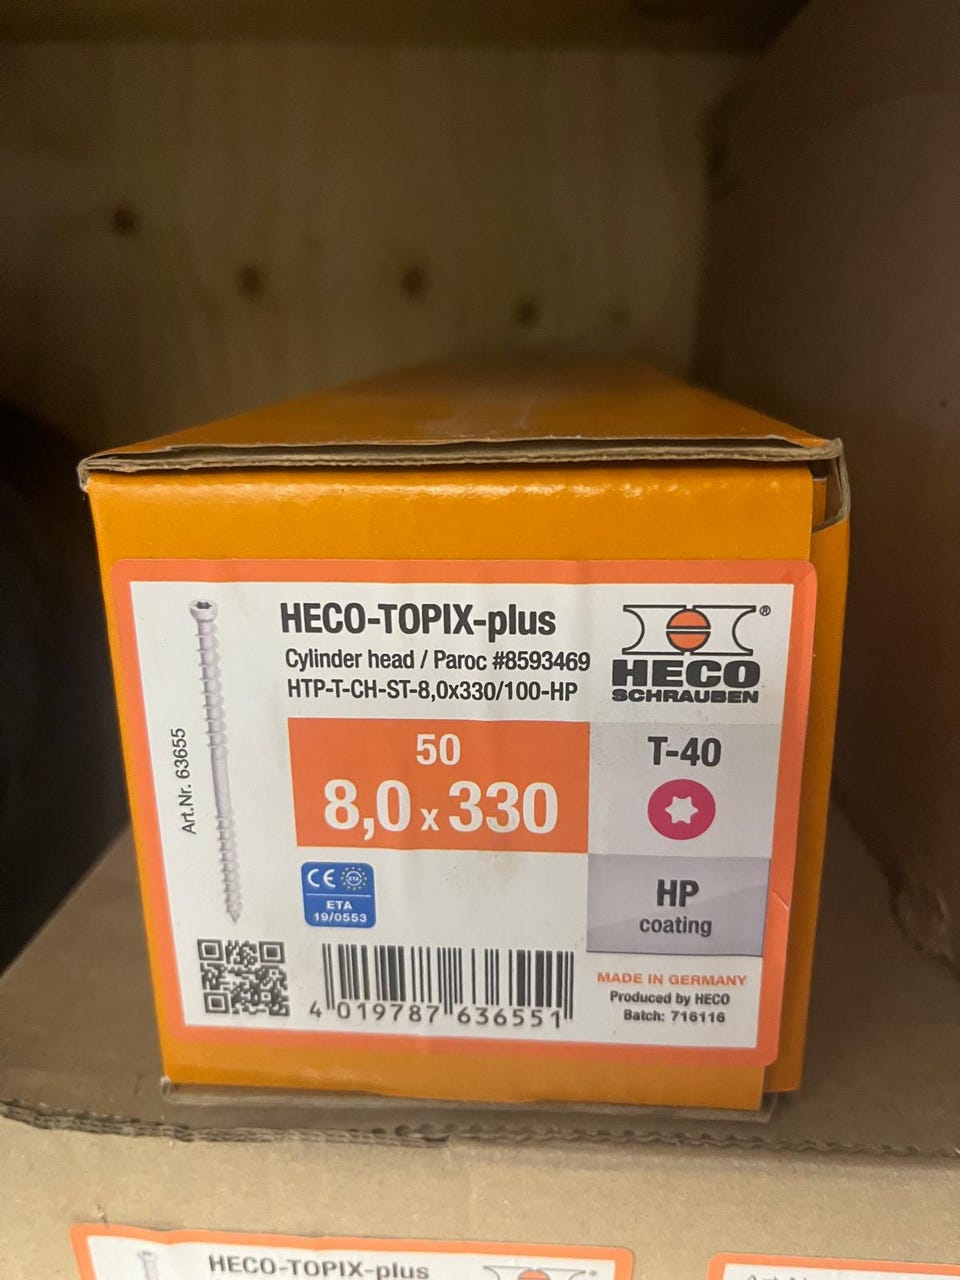 HECO-TOPIX-plus
Cylinder head / Paroc #8593469
HTP-T-CH-ST-8,0x330/100-HP
®
HECO
SCHRAUBEN
Art.Nr. 63655
50
8,0 x 330
T-40
CE ETA
ETA
19/0553
HP
coating
4 019787 636551
MADE IN GERMANY
Produced by HECO
Batch: 716116
HECO-TOPIX-plus